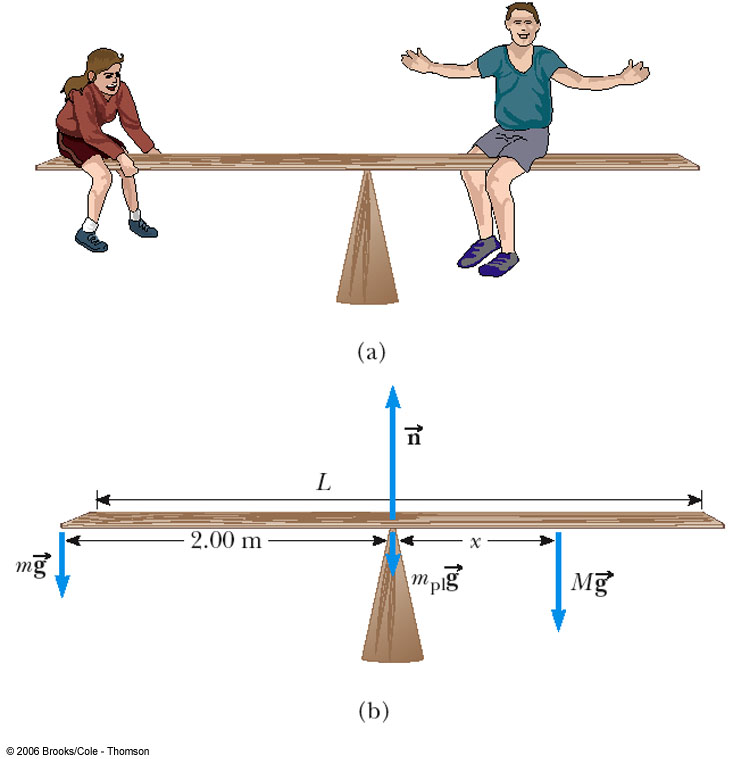 (a)
n⃗
L
2.00 m
x
mg⃗
m_pl g⃗
Mg⃗
(b)
© 2006 Brooks/Cole - Thomson